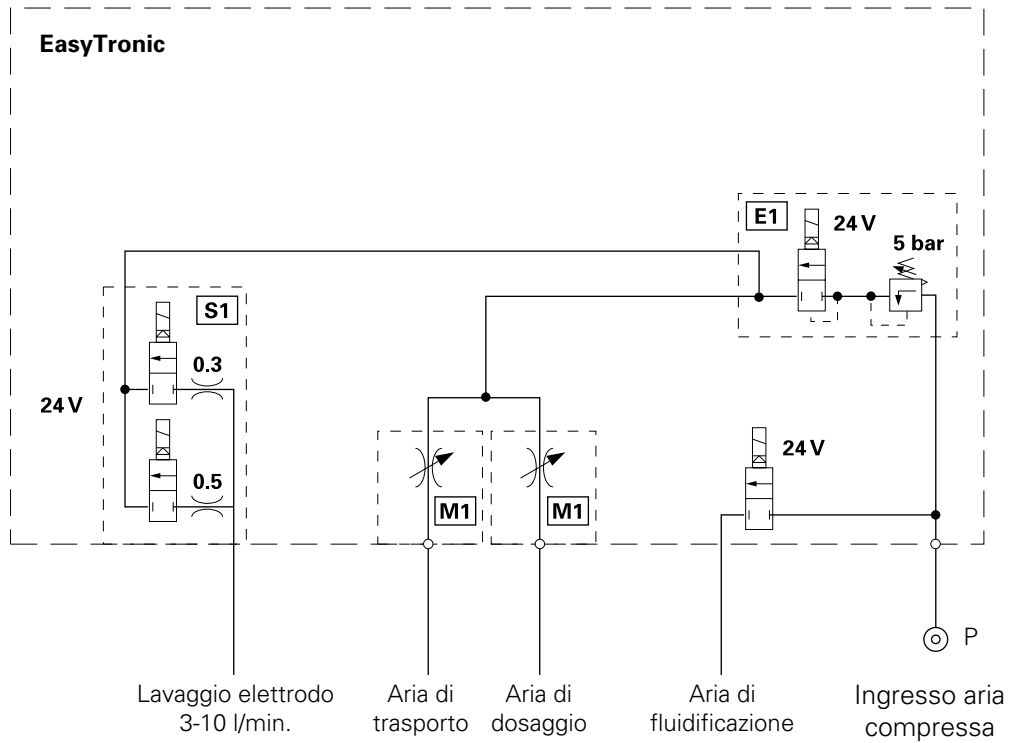 EasyTronic
E1
24 V
5 bar
S1
0.3
24 V
0.5
24 V
M1
M1
P
Lavaggio elettrodo
3-10 l/min.
Aria di
trasporto
Aria di
dosaggio
Aria di
fluidificazione
Ingresso aria
compressa